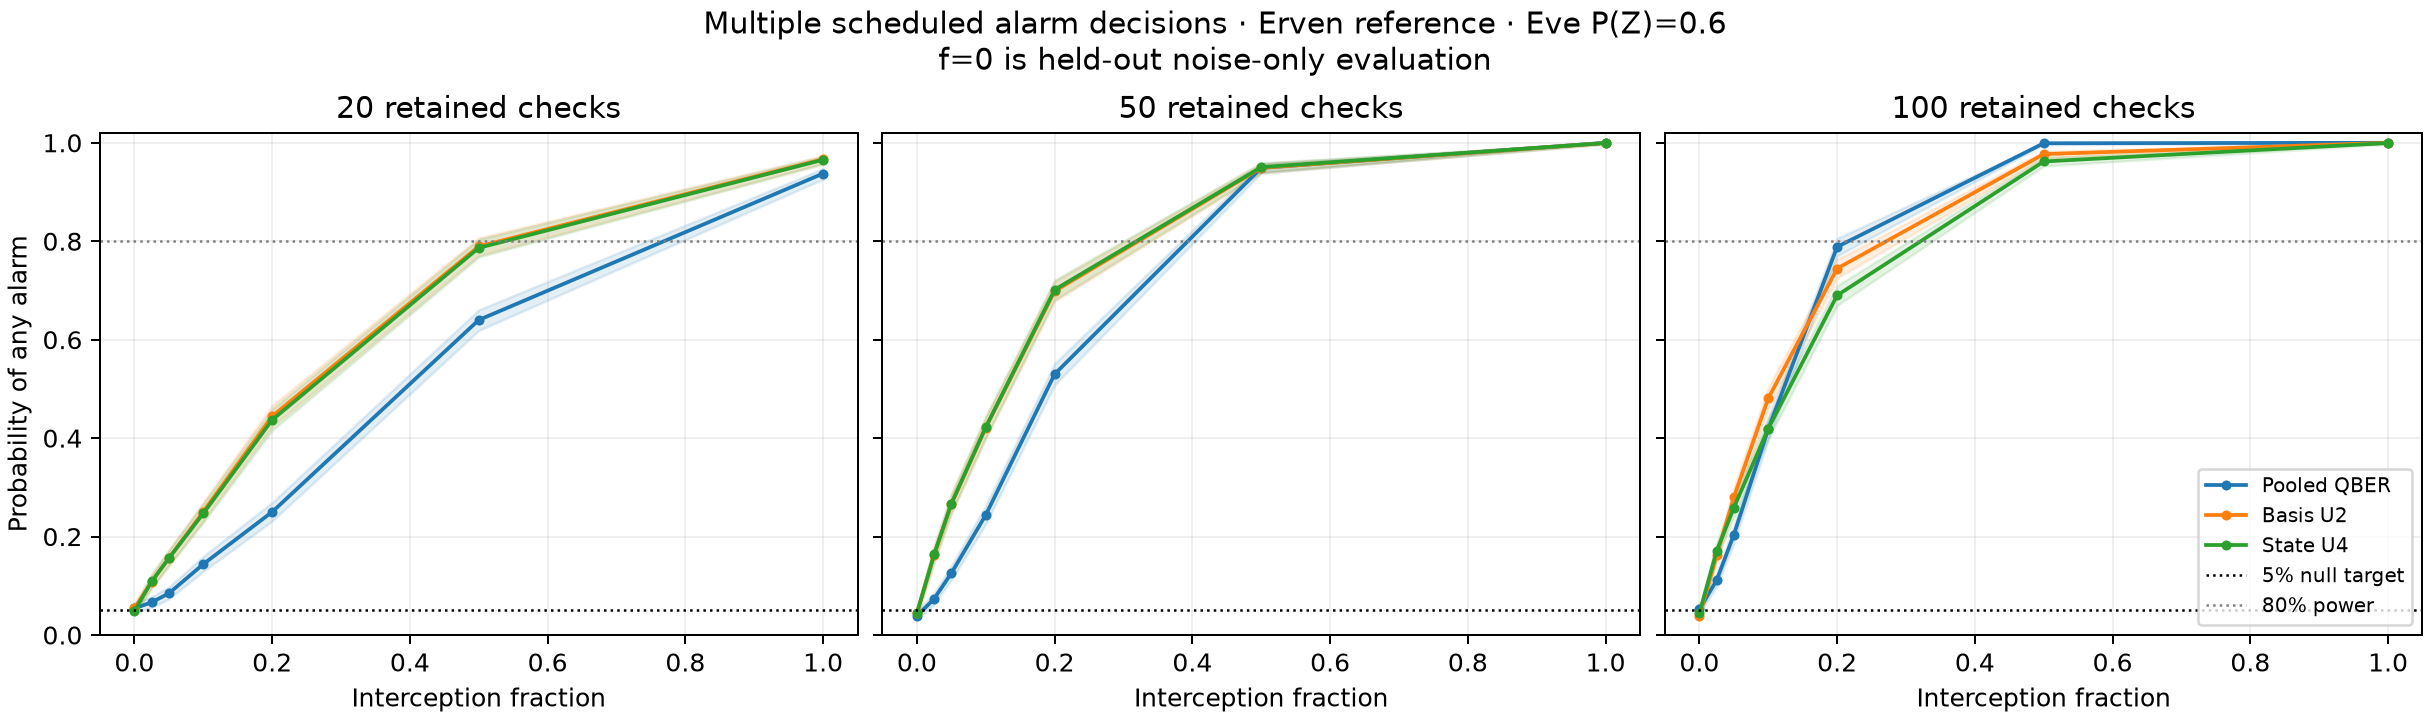 Multiple scheduled alarm decisions · Erven reference · Eve P(Z)=0.6
f=0 is held-out noise-only evaluation
20 retained checks
50 retained checks
100 retained checks
Probability of any alarm
1.0
0.8
0.6
0.4
0.2
0.0
0.0 0.2 0.4 0.6 0.8 1.0
0.0 0.2 0.4 0.6 0.8 1.0
0.0 0.2 0.4 0.6 0.8 1.0
Interception fraction
Interception fraction
Interception fraction
Pooled QBER
Basis U2
State U4
5% null target
80% power